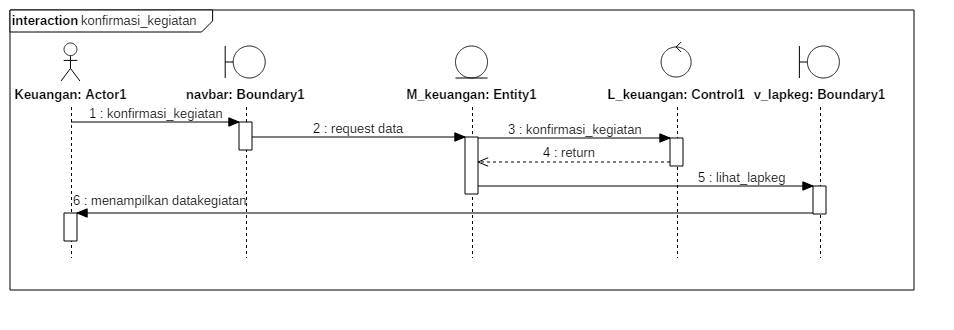 interaction konfirmasi_kegiatan
Keuangan: Actor1
navbar: Boundary1
M_keuangan: Entity1
L_keuangan: Control1
v_lapkeg: Boundary1
1 : konfirmasi_kegiatan
2 : request data
3 : konfirmasi_kegiatan
4 : return
5 : lihat_lapkeg
6 : menampilkan datakegiatan